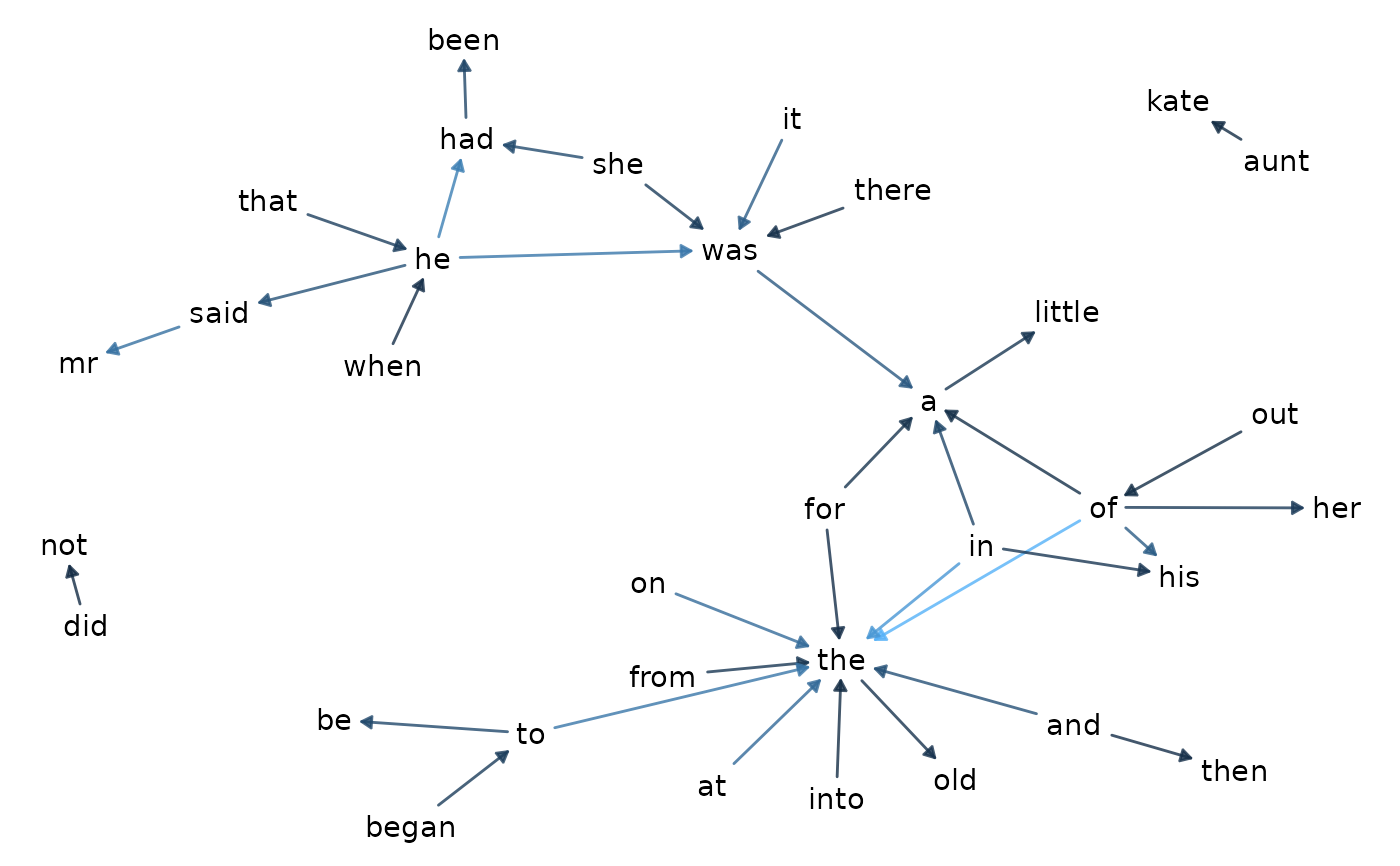 been
kate
it
had
aunt
she
there
that
was
he
little
said
mr
when
a
out
for
of
her
not
in
his
on
did
the
from
be
to
and
then
at
old
into
began